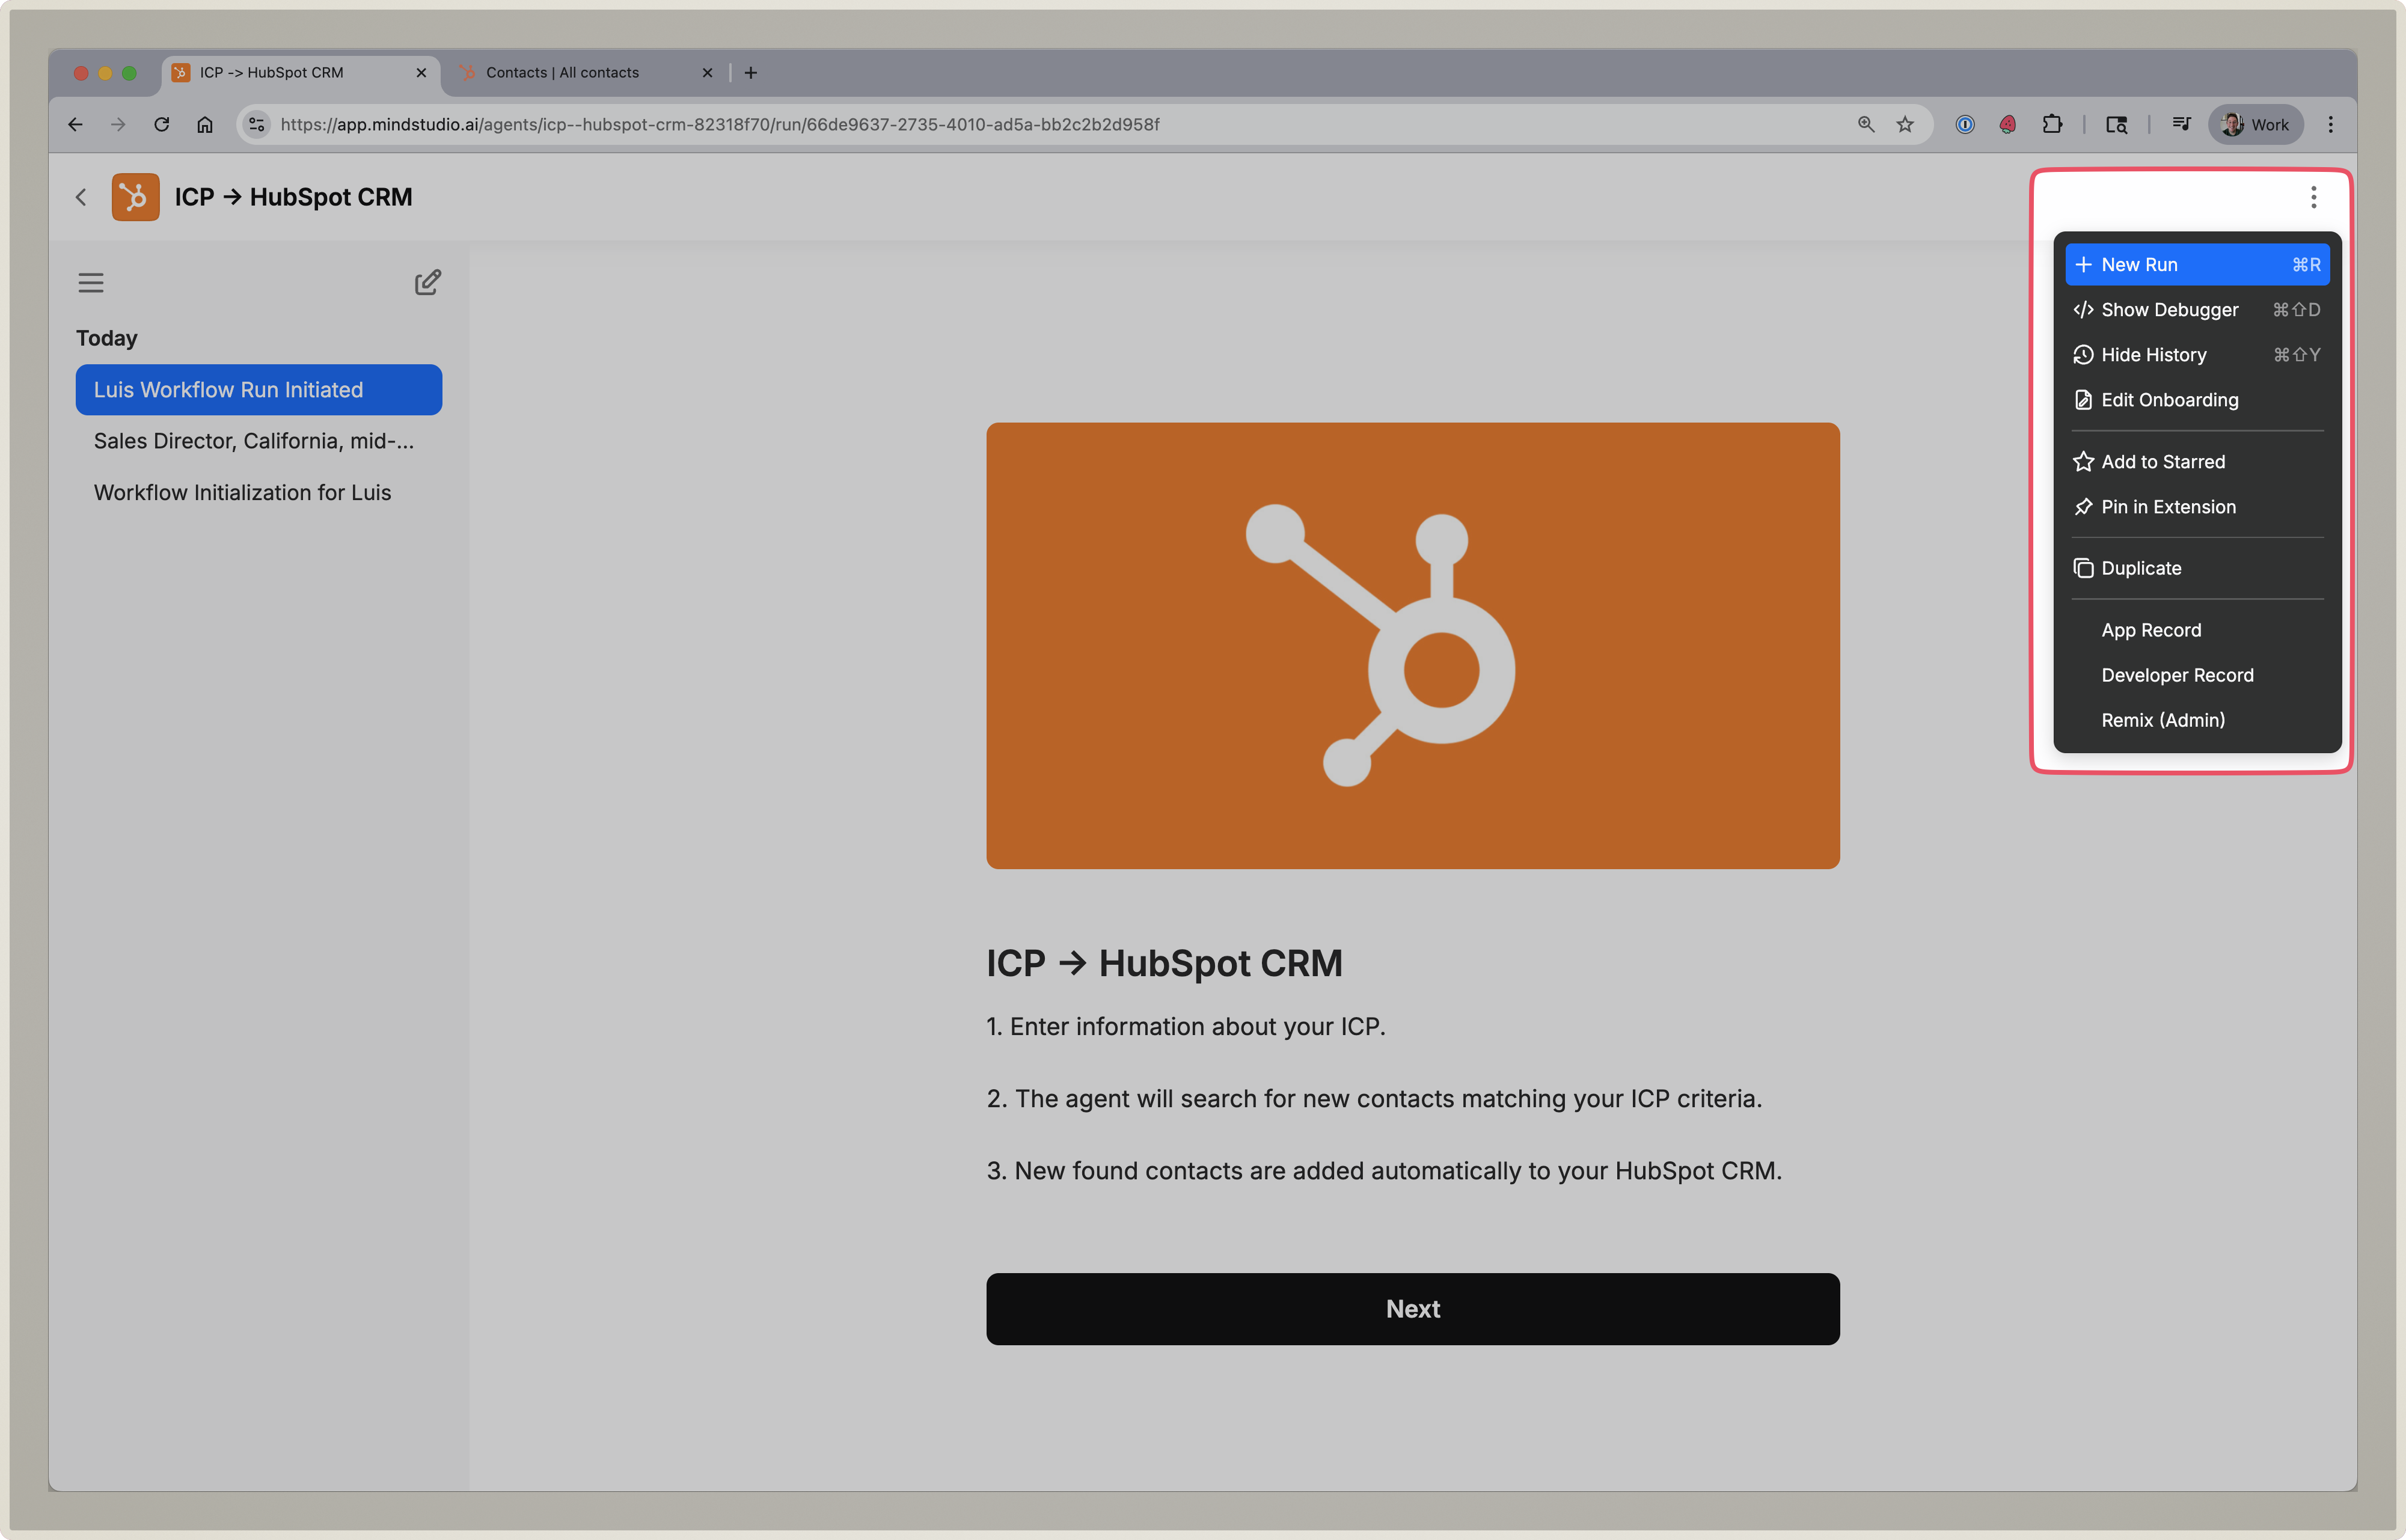 ICP -> HubSpot CRM
Contacts | All contacts
https://app.mindstudio.ai/agents/icp--hubspot-crm-82318f70/run/66de9637-2735-4010-ad5a-bb2c2b2d958f
Work
ICP → HubSpot CRM
Today
Luis Workflow Run Initiated
Sales Director, California, mid-...
Workflow Initialization for Luis
New Run ⌘R
Show Debugger ⌘⇧D
Hide History ⌘⇧Y
Edit Onboarding
Add to Starred
Pin in Extension
Duplicate
App Record
Developer Record
Remix (Admin)
ICP → HubSpot CRM
1. Enter information about your ICP.
2. The agent will search for new contacts matching your ICP criteria.
3. New found contacts are added automatically to your HubSpot CRM.
Next